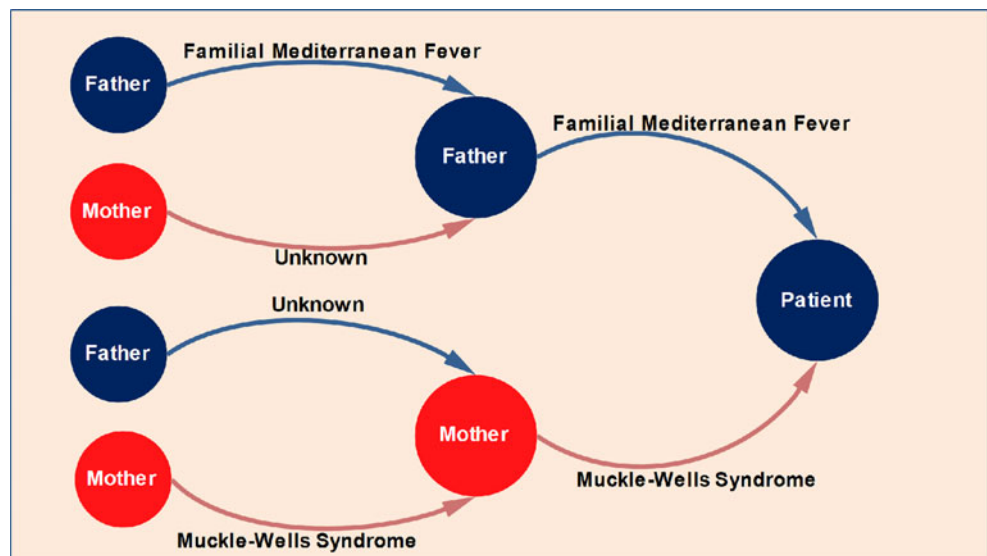 Familial Mediterranean Fever
Father
Familial Mediterranean Fever
Father
Mother
Unknown
Patient
Unknown
Father
Mother
Mother
Muckle-Wells Syndrome
Muckle-Wells Syndrome